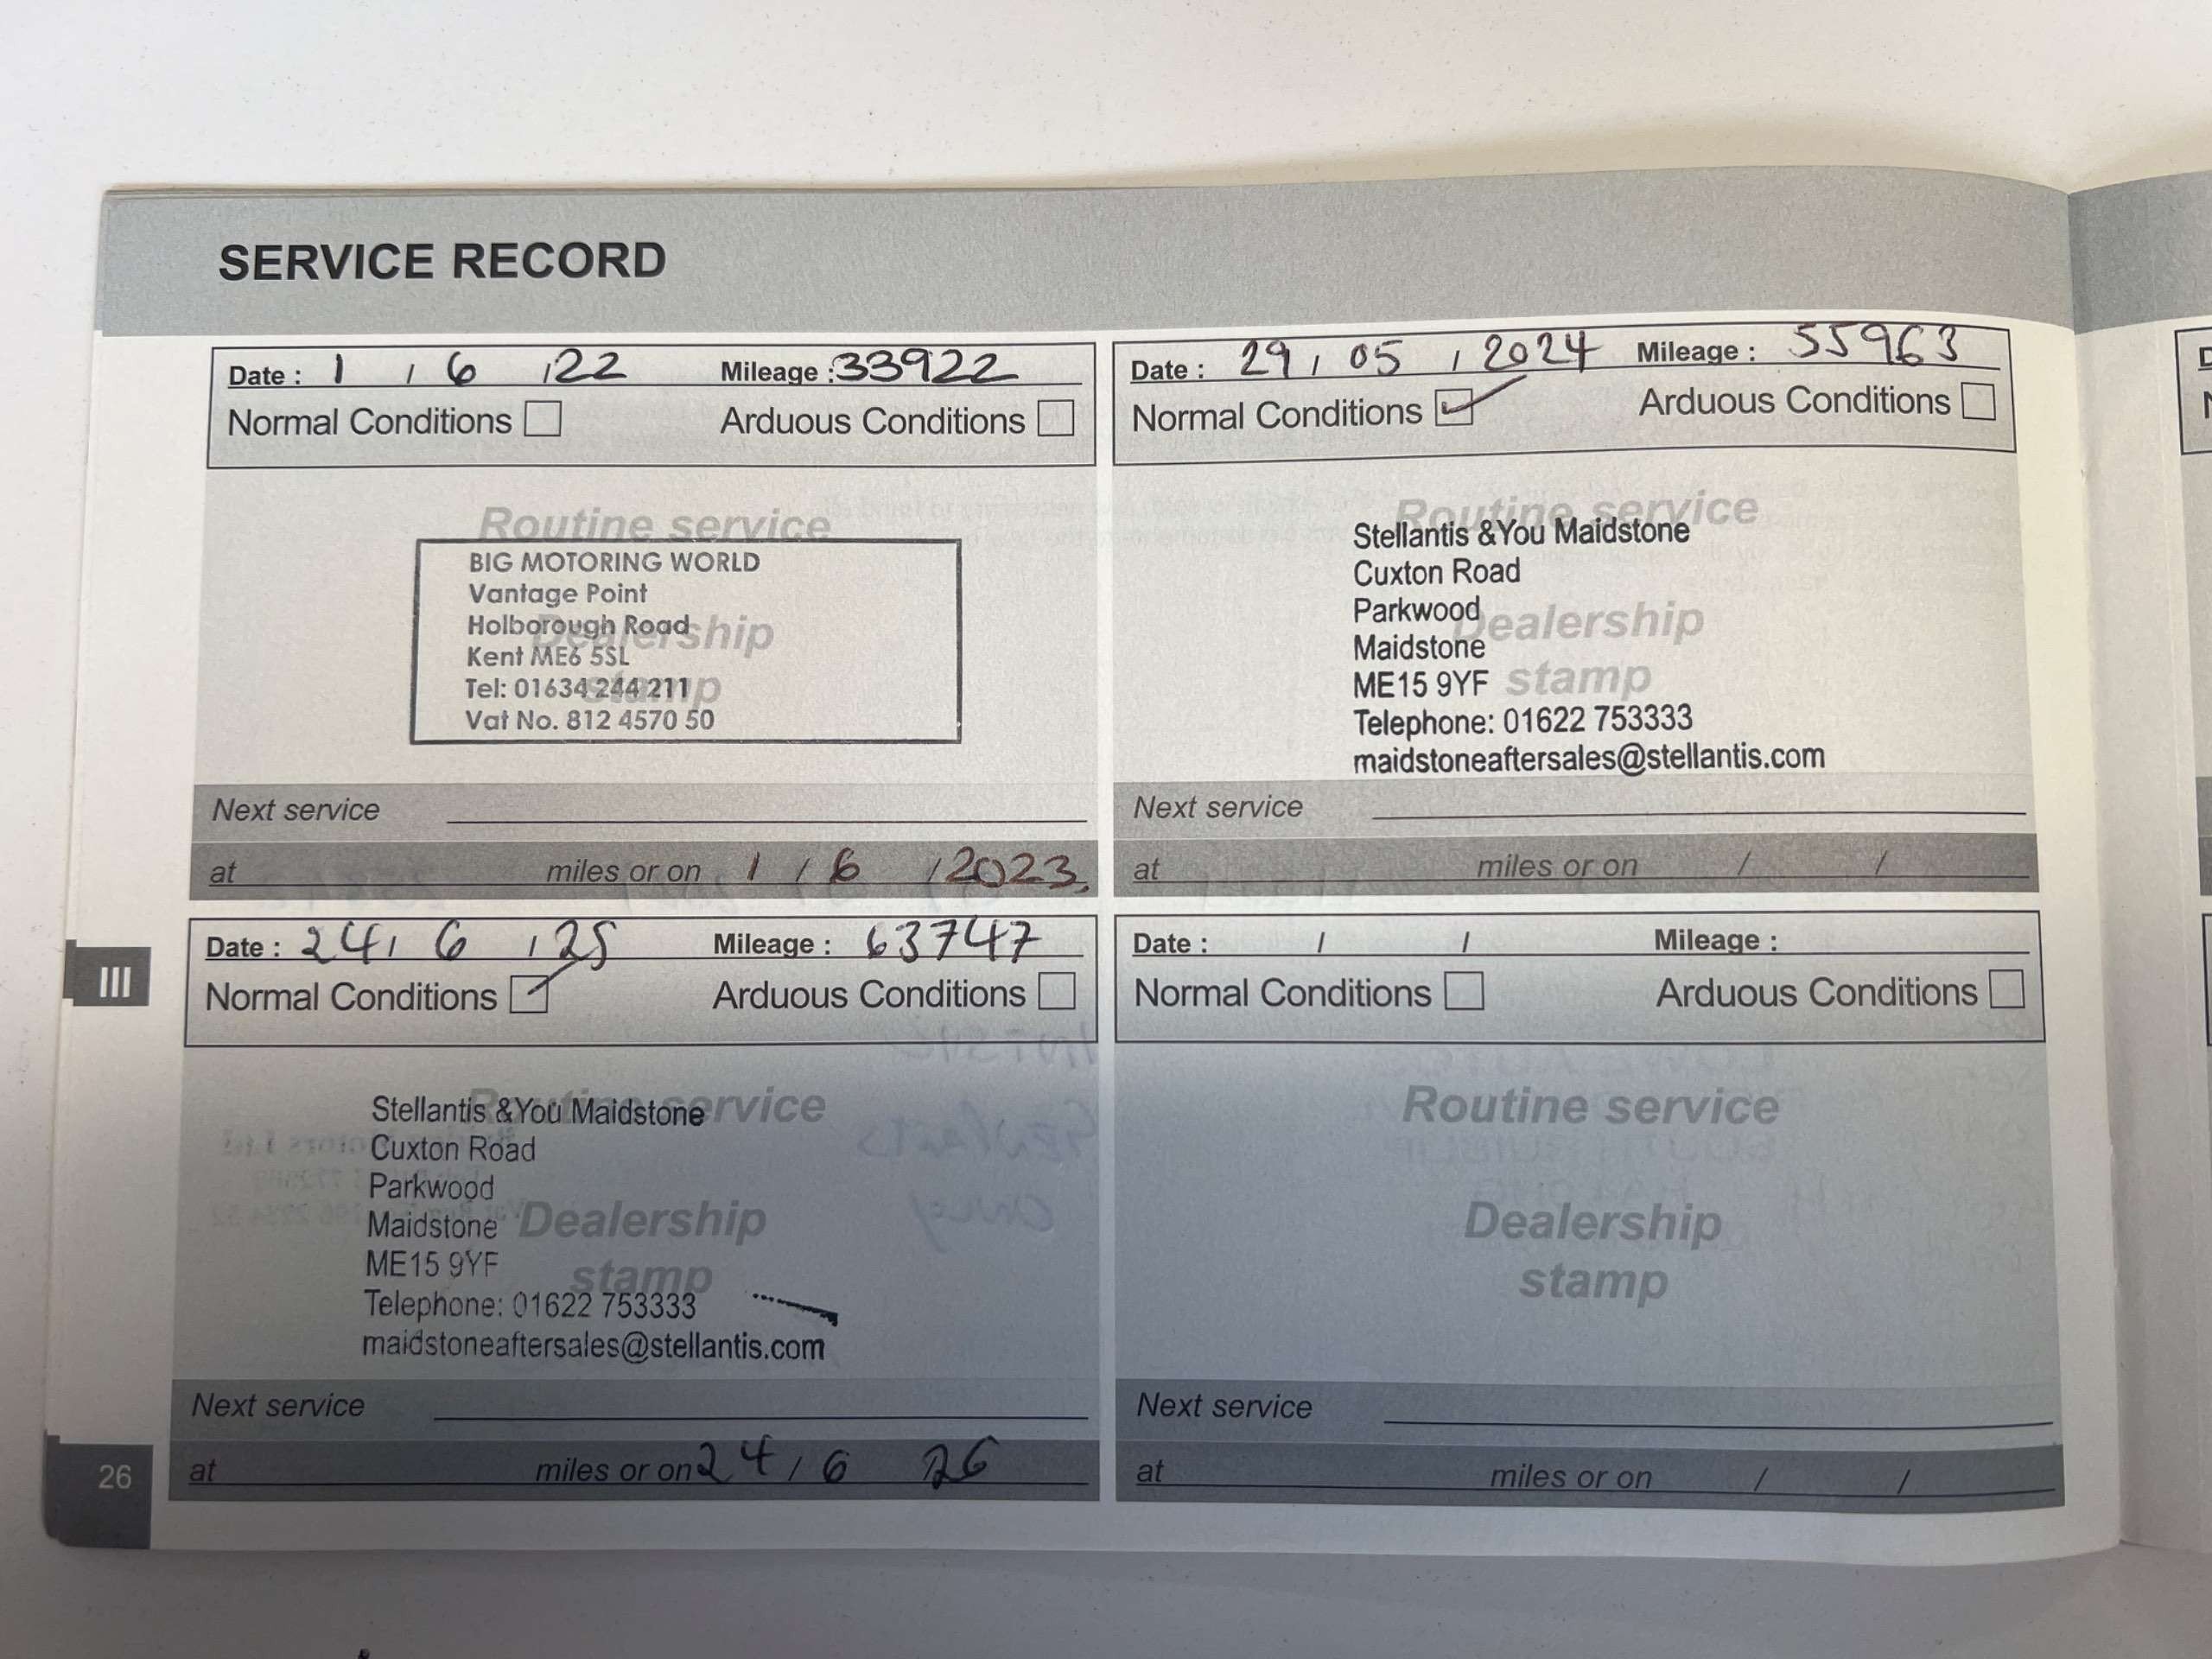 SERVICE RECORD
Date : 1 / 6 / 22 Mileage : 33922
Normal Conditions Arduous Conditions
Routine service
Dealership
stamp
BIG MOTORING WORLD
Vantage Point
Holborough Road
Kent ME6 5SL
Tel: 01634 244 211
Vat No. 812 4570 50
Next service
at miles or on 1 / 6 / 2023
Date : 29 / 05 / 2024 Mileage : 55963
Normal Conditions Arduous Conditions
Routine service
Dealership
stamp
Stellantis &You Maidstone
Cuxton Road
Parkwood
Maidstone
ME15 9YF
Telephone: 01622 753333
maidstoneaftersales@stellantis.com
Next service
at miles or on / /
Date : 24 / 6 / 25 Mileage : 63747
Normal Conditions Arduous Conditions
Routine service
Dealership
stamp
Stellantis &You Maidstone
Cuxton Road
Parkwood
Maidstone
ME15 9YF
Telephone: 01622 753333
maidstoneaftersales@stellantis.com
Next service
at miles or on 24 / 6 26
Date : / / Mileage :
Normal Conditions Arduous Conditions
Routine service
Dealership
stamp
Next service
at miles or on / /
III
26